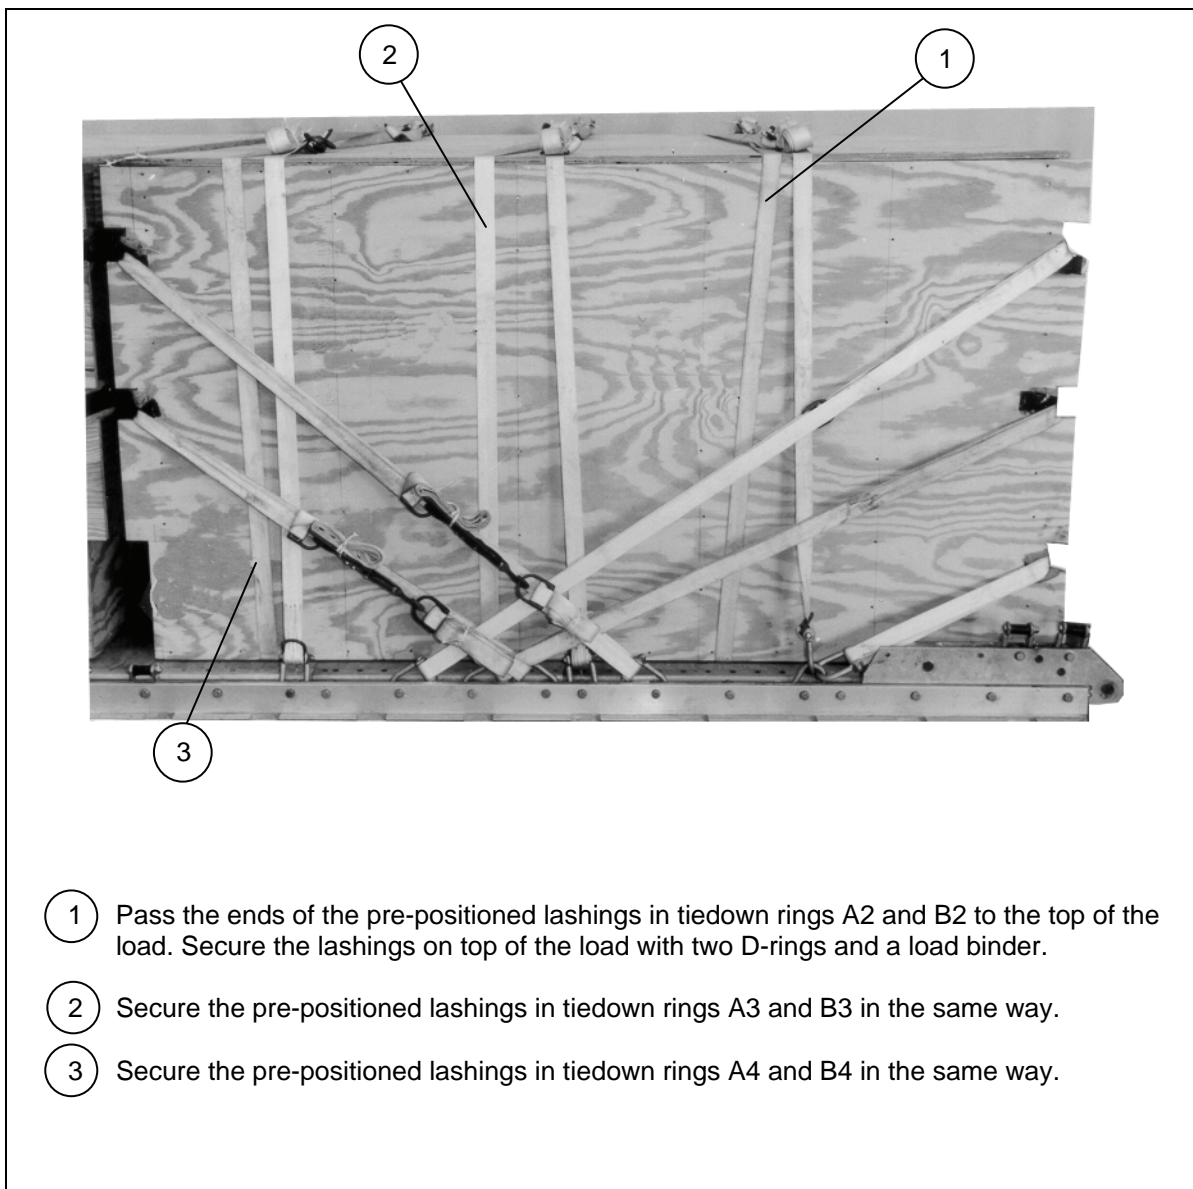 2
1
3
1 Pass the ends of the pre-positioned lashings in tiedown rings A2 and B2 to the top of the
load. Secure the lashings on top of the load with two D-rings and a load binder.
2 Secure the pre-positioned lashings in tiedown rings A3 and B3 in the same way.
3 Secure the pre-positioned lashings in tiedown rings A4 and B4 in the same way.